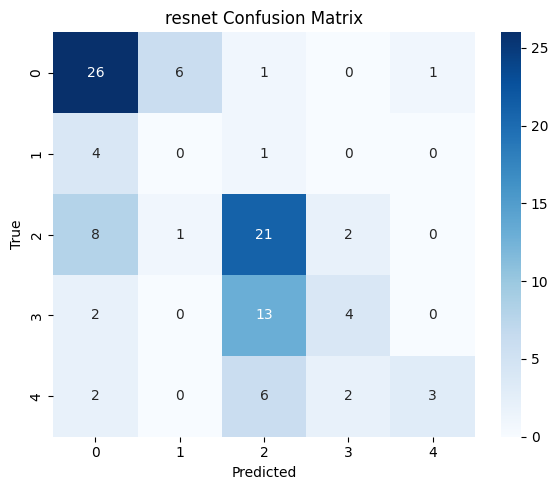 resnet Confusion Matrix
0 26 6 1 0 1
1 4 0 1 0 0
2 8 1 21 2 0
3 2 0 13 4 0
4 2 0 6 2 3
0 1 2 3 4
True
Predicted
25
20
15
10
5
0